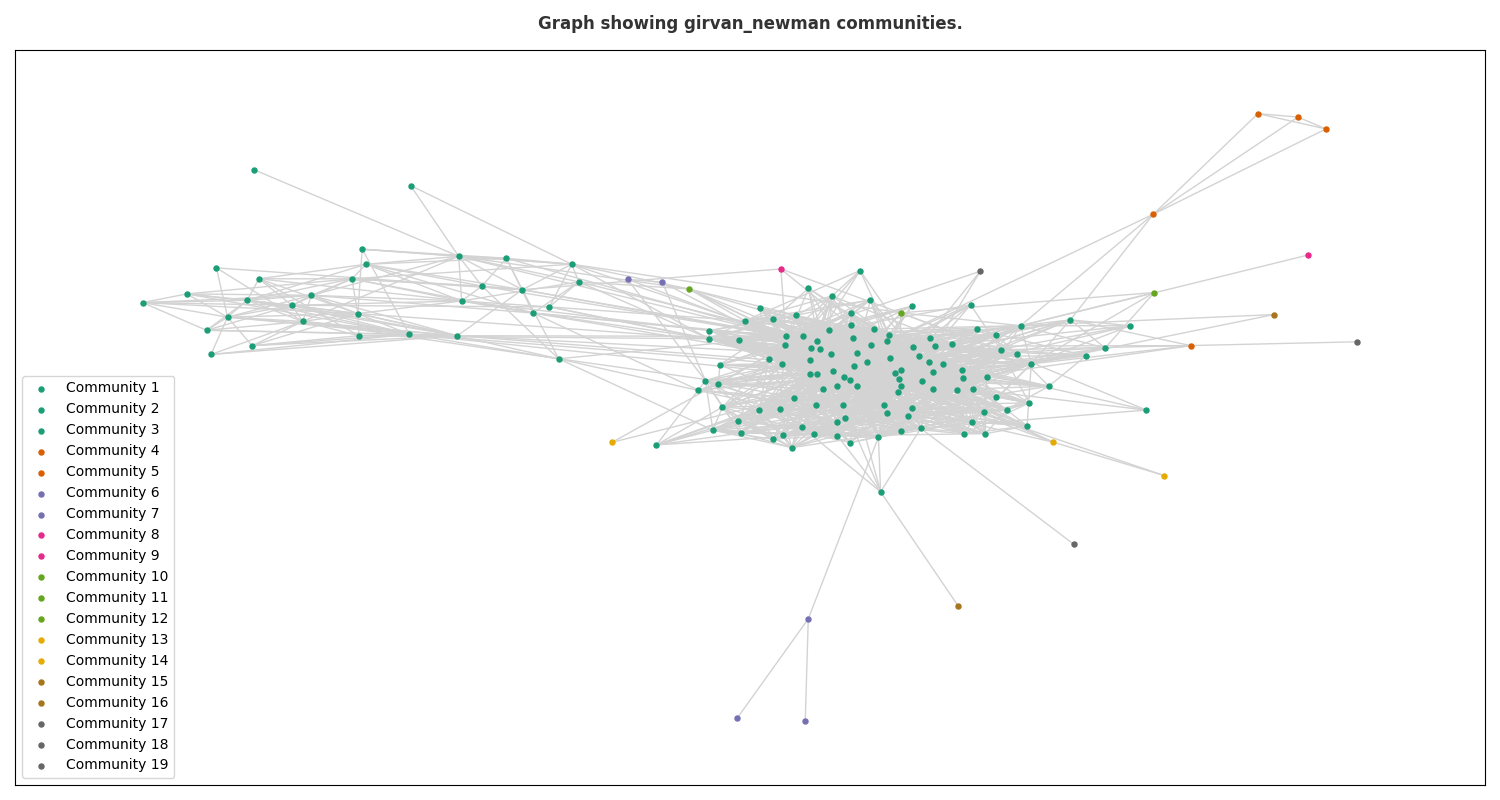 Graph showing girvan_newman communities.
Community 1
Community 2
Community 3
Community 4
Community 5
Community 6
Community 7
Community 8
Community 9
Community 10
Community 11
Community 12
Community 13
Community 14
Community 15
Community 16
Community 17
Community 18
Community 19